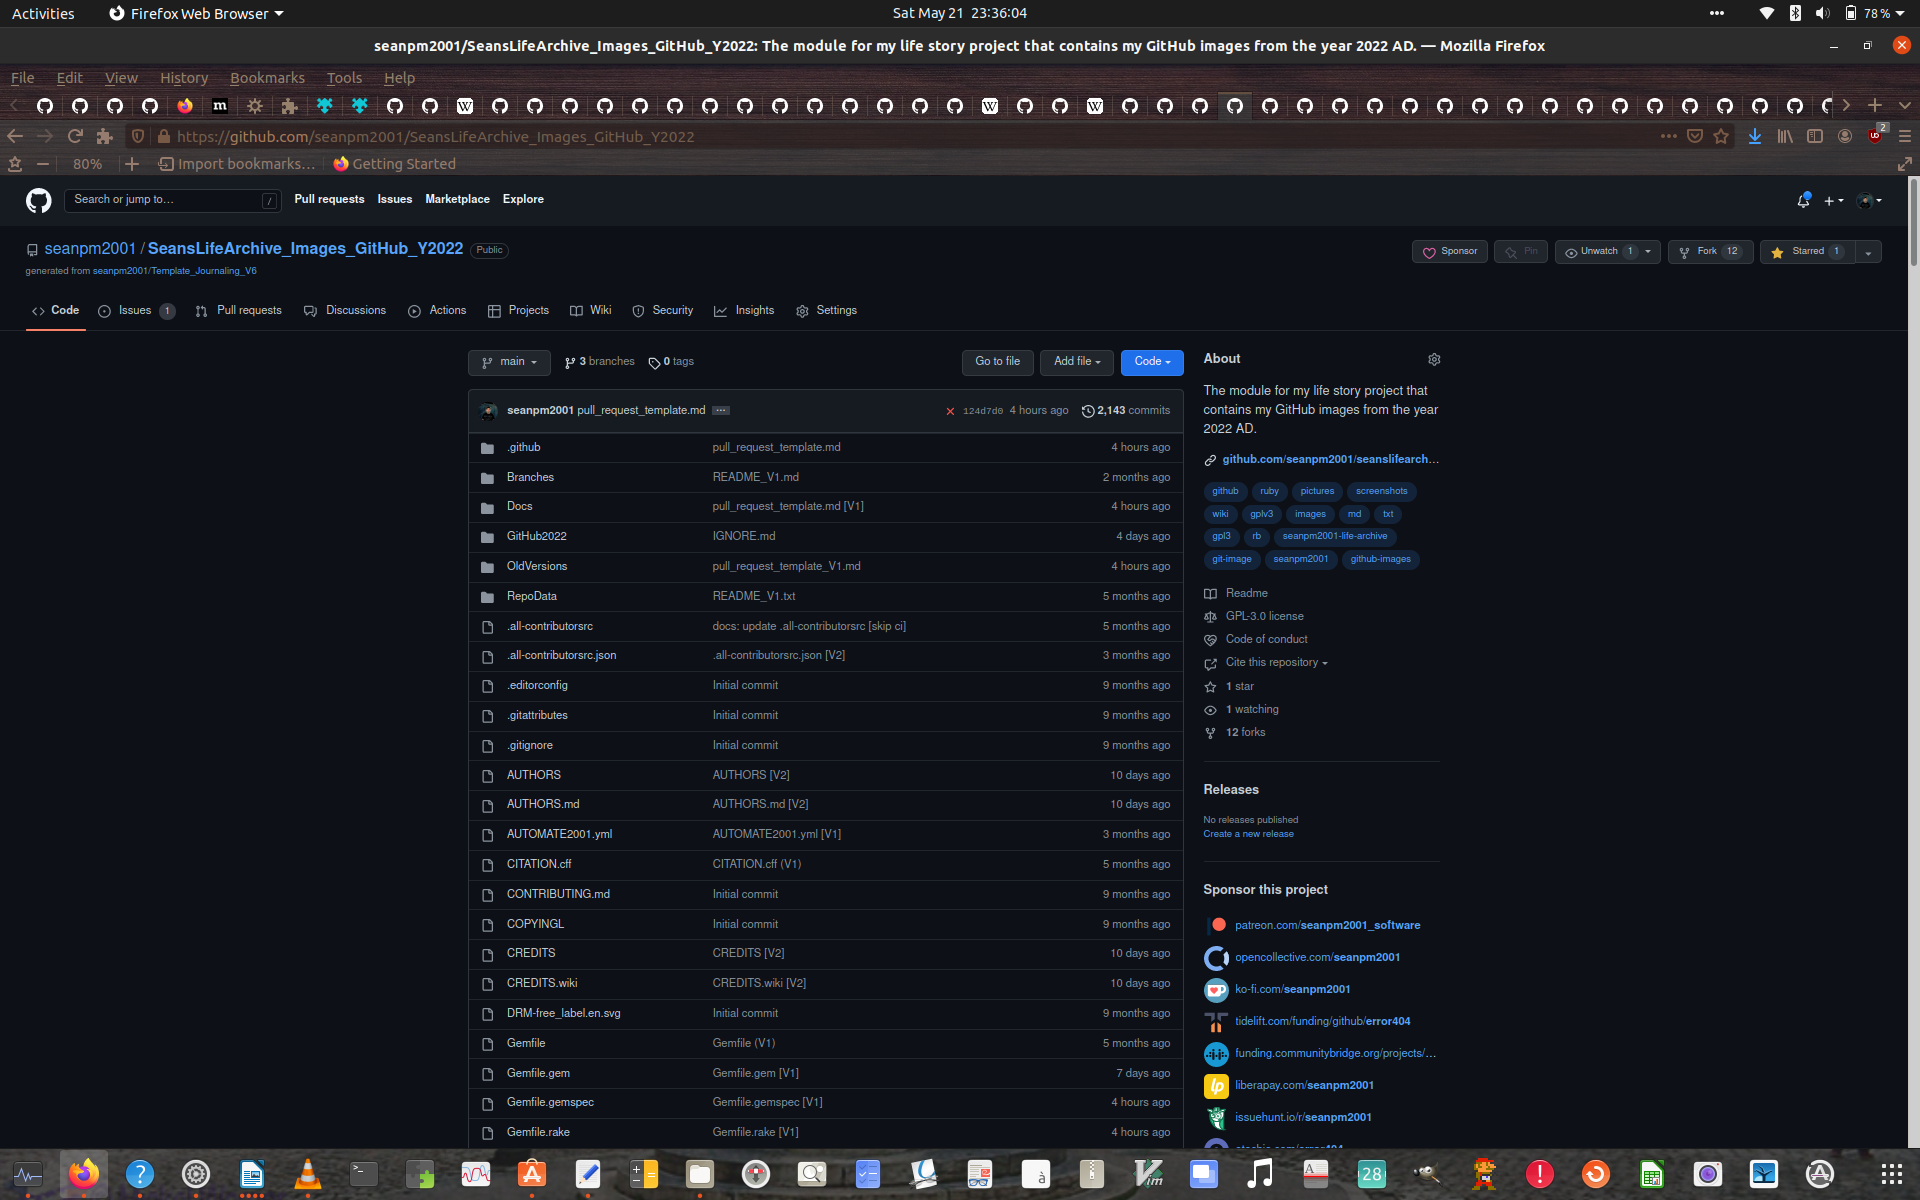 Activities Firefox Web Browser Sat May 21 23:36:04 78 %
seanpm2001/SeansLifeArchive_Images_GitHub_Y2022: The module for my life story project that contains my GitHub images from the year 2022 AD. — Mozilla Firefox
File Edit View History Bookmarks Tools Help
https://github.com/seanpm2001/SeansLifeArchive_Images_GitHub_Y2022 2
80% Import bookmarks... Getting Started
Search or jump to... / Pull requests Issues Marketplace Explore
seanpm2001 / SeansLifeArchive_Images_GitHub_Y2022 Public
Sponsor Pin Unwatch 1 Fork 12 Starred 1
generated from seanpm2001/Template_Journaling_V6
Code Issues 1 Pull requests Discussions Actions Projects Wiki Security Insights Settings
main 3 branches 0 tags Go to file Add file Code
seanpm2001 pull_request_template.md ... 124d7d0 4 hours ago 2,143 commits
.github pull_request_template.md 4 hours ago
Branches README_V1.md 2 months ago
Docs pull_request_template.md [V1] 4 hours ago
GitHub2022 IGNORE.md 4 days ago
OldVersions pull_request_template_V1.md 4 hours ago
RepoData README_V1.txt 5 months ago
.all-contributorsrc docs: update .all-contributorsrc [skip ci] 5 months ago
.all-contributorsrc.json .all-contributorsrc.json [V2] 3 months ago
.editorconfig Initial commit 9 months ago
.gitattributes Initial commit 9 months ago
.gitignore Initial commit 9 months ago
AUTHORS AUTHORS [V2] 10 days ago
AUTHORS.md AUTHORS.md [V2] 10 days ago
AUTOMATE2001.yml AUTOMATE2001.yml [V1] 3 months ago
CITATION.cff CITATION.cff (V1) 5 months ago
CONTRIBUTING.md Initial commit 9 months ago
COPYINGL Initial commit 9 months ago
CREDITS CREDITS [V2] 10 days ago
CREDITS.wiki CREDITS.wiki [V2] 10 days ago
DRM-free_label.en.svg Initial commit 9 months ago
Gemfile Gemfile (V1) 5 months ago
Gemfile.gem Gemfile.gem [V1] 7 days ago
Gemfile.gemspec Gemfile.gemspec [V1] 4 hours ago
Gemfile.rake Gemfile.rake [V1] 4 hours ago
About
The module for my life story project that
contains my GitHub images from the year
2022 AD.
github.com/seanpm2001/seanslifearch...
github ruby pictures screenshots
wiki gplv3 images md txt
gpl3 rb seanpm2001-life-archive
git-image seanpm2001 github-images
Readme
GPL-3.0 license
Code of conduct
Cite this repository
1 star
1 watching
12 forks
Releases
No releases published
Create a new release
Sponsor this project
patreon.com/seanpm2001_software
opencollective.com/seanpm2001
ko-fi.com/seanpm2001
tidelift.com/funding/github/error404
funding.communitybridge.org/projects/...
liberapay.com/seanpm2001
issuehunt.io/r/seanpm2001
28